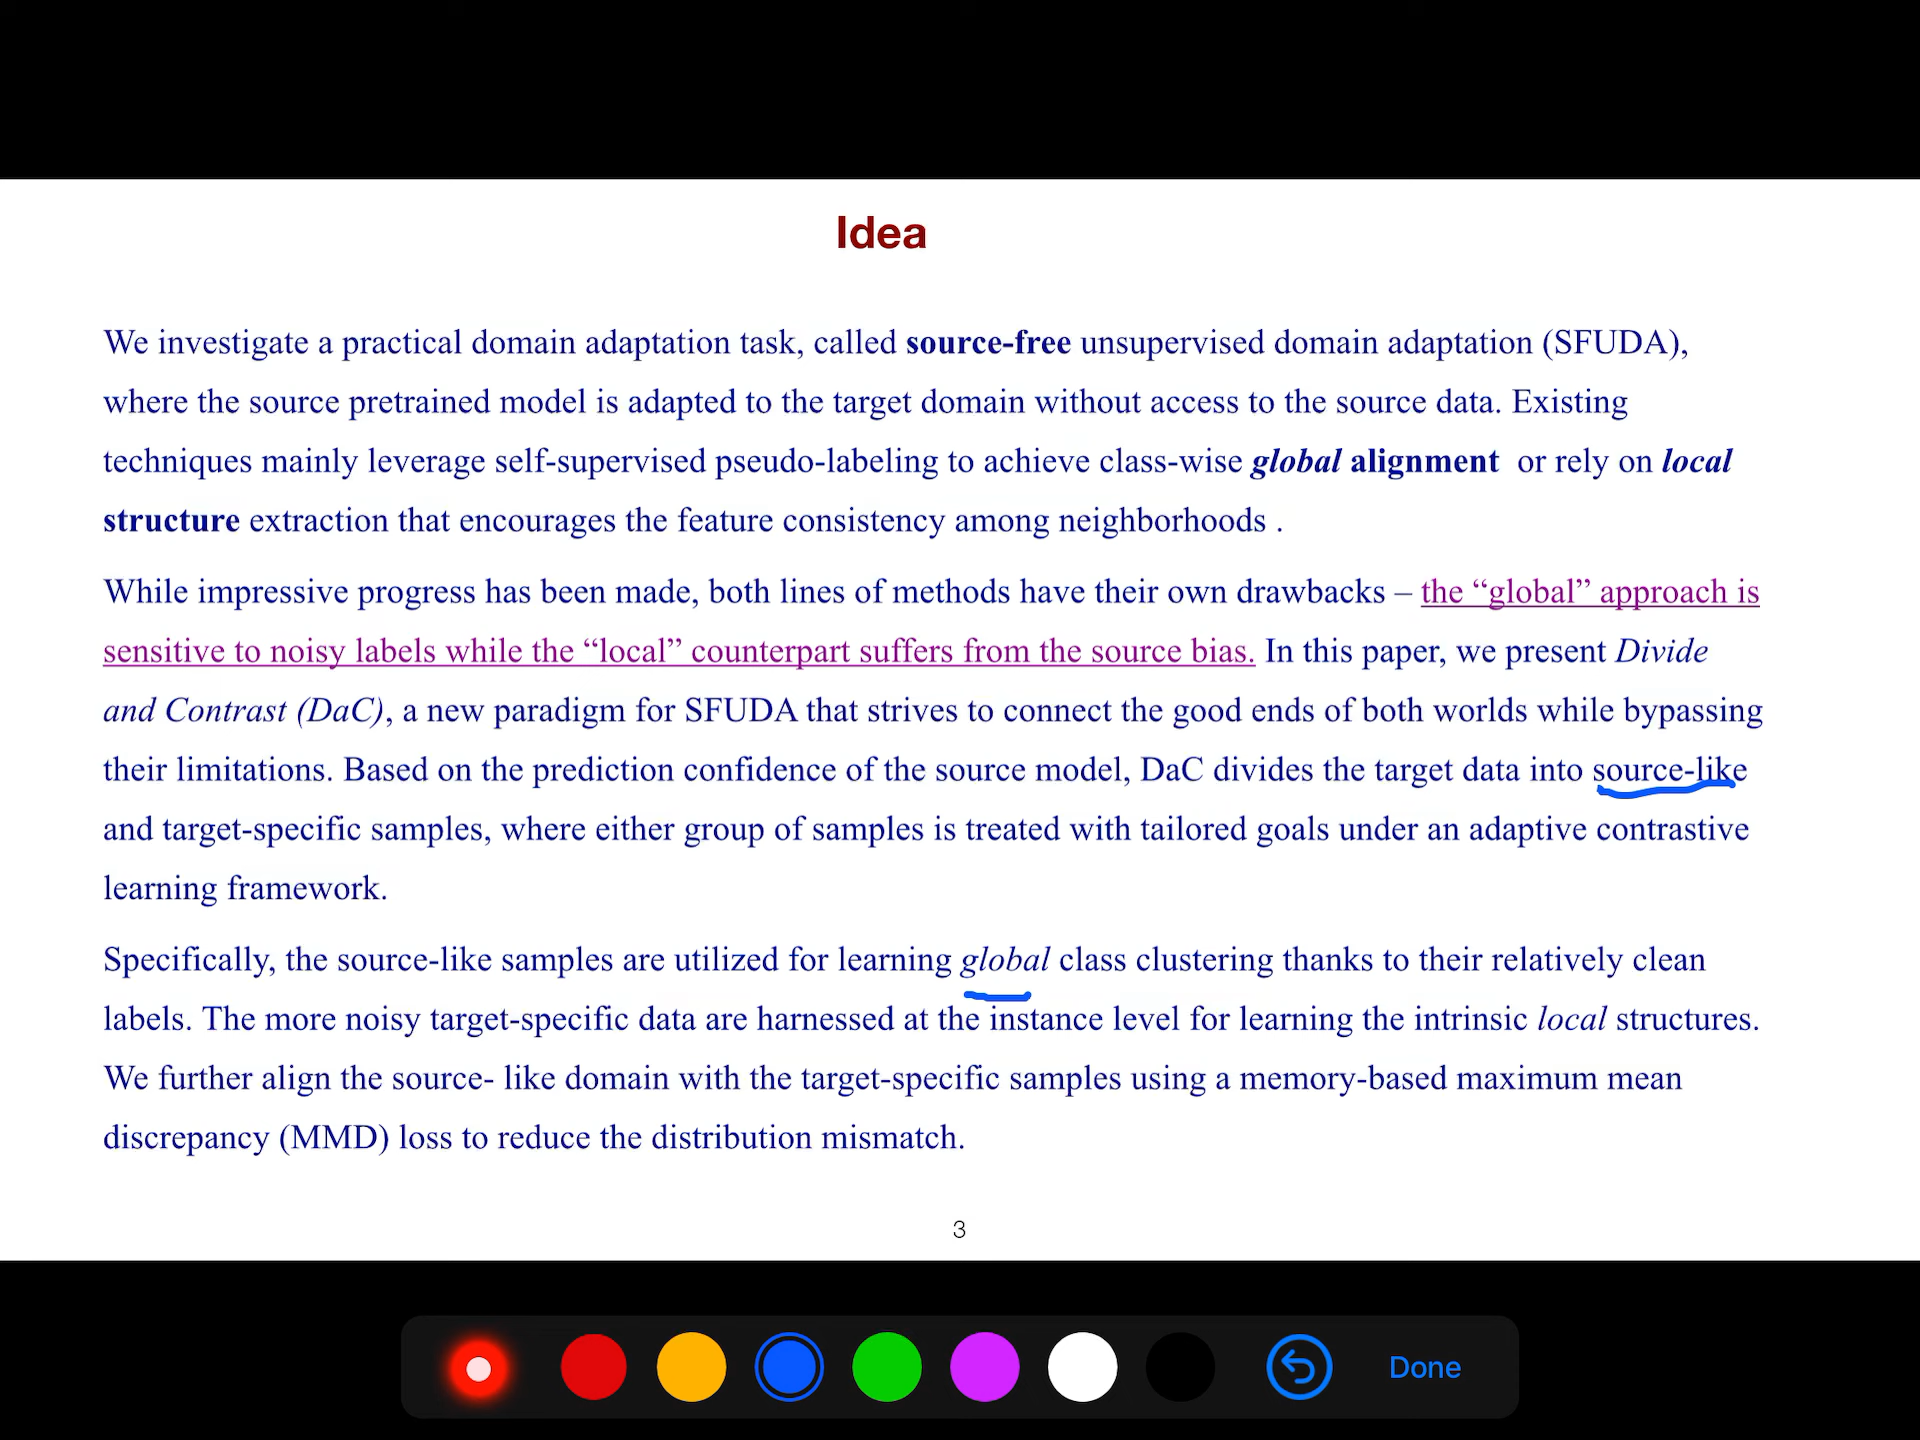 Idea
We investigate a practical domain adaptation task, called source-free unsupervised domain adaptation (SFUDA),
where the source pretrained model is adapted to the target domain without access to the source data. Existing
techniques mainly leverage self-supervised pseudo-labeling to achieve class-wise global alignment or rely on local
structure extraction that encourages the feature consistency among neighborhoods .
While impressive progress has been made, both lines of methods have their own drawbacks – the “global” approach is
sensitive to noisy labels while the “local” counterpart suffers from the source bias. In this paper, we present Divide
and Contrast (DaC), a new paradigm for SFUDA that strives to connect the good ends of both worlds while bypassing
their limitations. Based on the prediction confidence of the source model, DaC divides the target data into source-like
and target-specific samples, where either group of samples is treated with tailored goals under an adaptive contrastive
learning framework.
Specifically, the source-like samples are utilized for learning global class clustering thanks to their relatively clean
labels. The more noisy target-specific data are harnessed at the instance level for learning the intrinsic local structures.
We further align the source- like domain with the target-specific samples using a memory-based maximum mean
discrepancy (MMD) loss to reduce the distribution mismatch.
3
Done